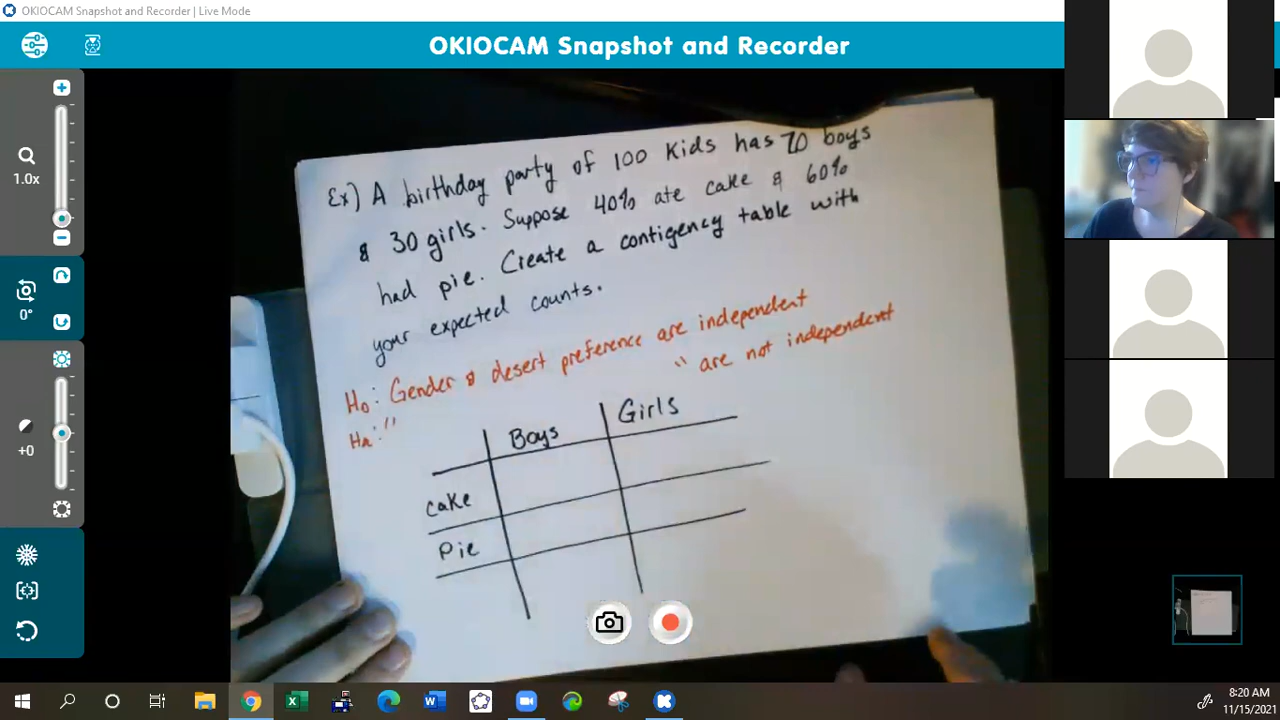 OKIOCAM Snapshot and Recorder | Live Mode
OKIOCAM Snapshot and Recorder
1.0x
0°
+0
Ex) A birthday party of 100 kids has 70 boys
& 30 girls. Suppose 40% ate cake & 60%
had pie. Create a contigency table with
your expected counts.
Ho: Gender & desert preference are independent
Ha: " " are not independent
Boys Girls
cake
Pie
8:20 AM
11/15/2021